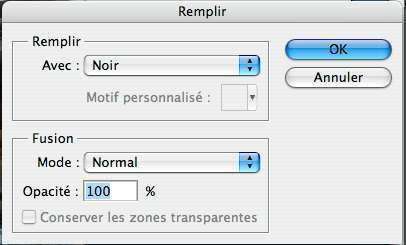 Remplir
Remplir
Avec : Noir
Motif personnalisé :
OK
Annuler
Fusion
Mode : Normal
Opacité : 100 %
Conserver les zones transparentes